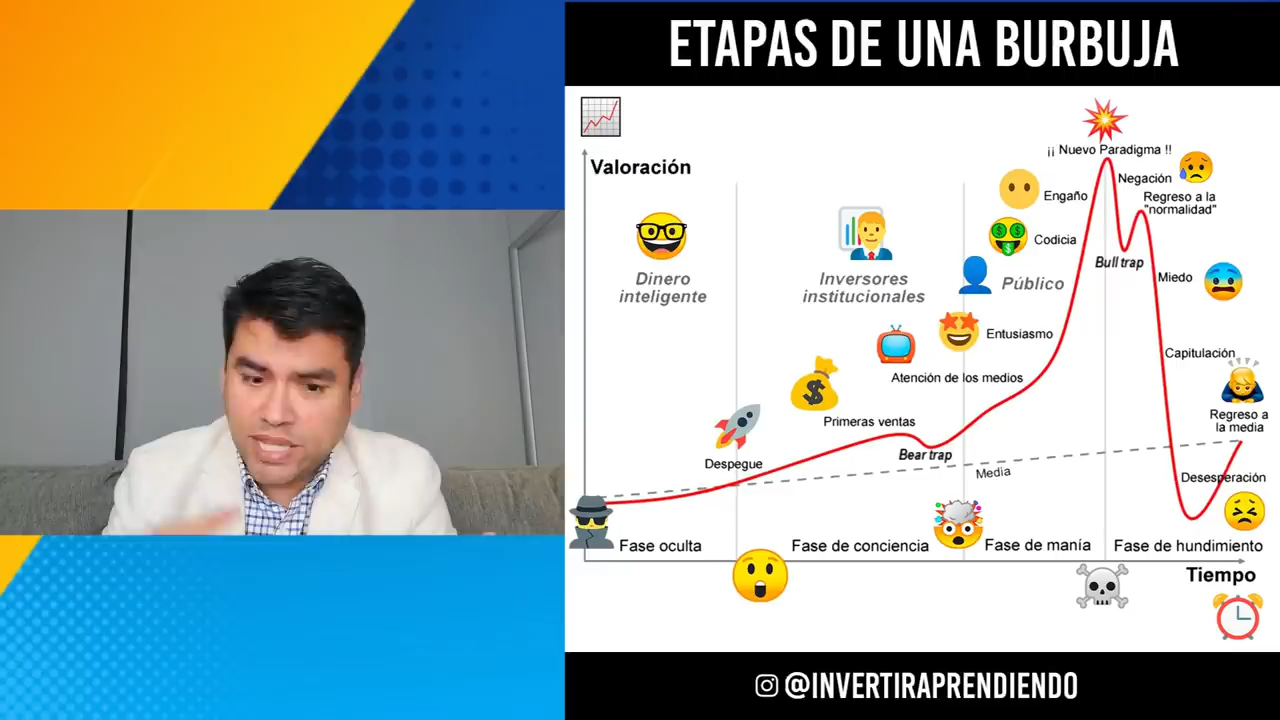 ETAPAS DE UNA BURBUJA
Valoración
¡¡ Nuevo Paradigma !!
Negación
Engaño
Regreso a la
"normalidad"
Codicia
Bull trap
Dinero
inteligente
Inversores
institucionales
Público
Miedo
Entusiasmo
Capitulación
Atención de los medios
Primeras ventas
Regreso a
la media
Bear trap
Despegue
Media
Desesperación
Fase oculta
Fase de conciencia
Fase de manía
Fase de hundimiento
Tiempo
@INVERTIRAPRENDIENDO